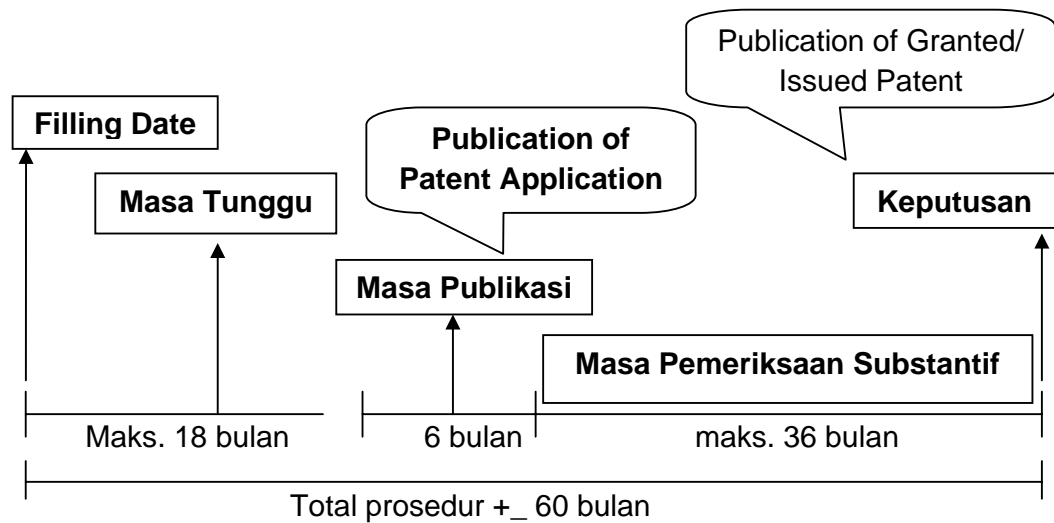 Publication of Granted/
Issued Patent
Filling Date
Publication of
Patent Application
Masa Tunggu
Keputusan
Masa Publikasi
Masa Pemeriksaan Substantif
Maks. 18 bulan
6 bulan
maks. 36 bulan
Total prosedur +_ 60 bulan